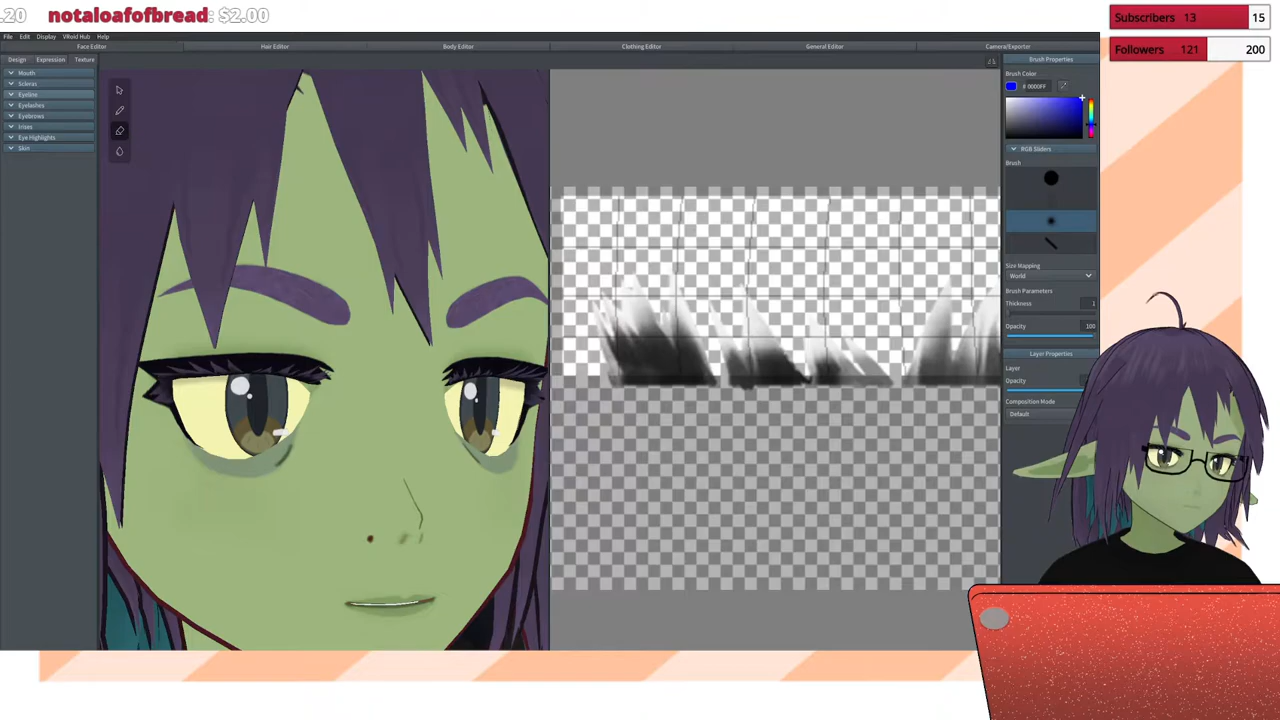 .20 notaloafofbread: $2.00
Subscribers 13 15
Followers 121 200
File Edit Display VRoid Hub Help
Face Editor Hair Editor Body Editor Clothing Editor General Editor Camera/Exporter
Design Expression Texture
Mouth
Scleras
Eyeline
Eyelashes
Eyebrows
Irises
Eye Highlights
Skin
Brush Properties
Brush Color
# 0000FF
RGB Sliders
Brush
Size Mapping
World
Brush Parameters
Thickness 1
Opacity 100
Layer Properties
Layer
Opacity
Composition Mode
Default